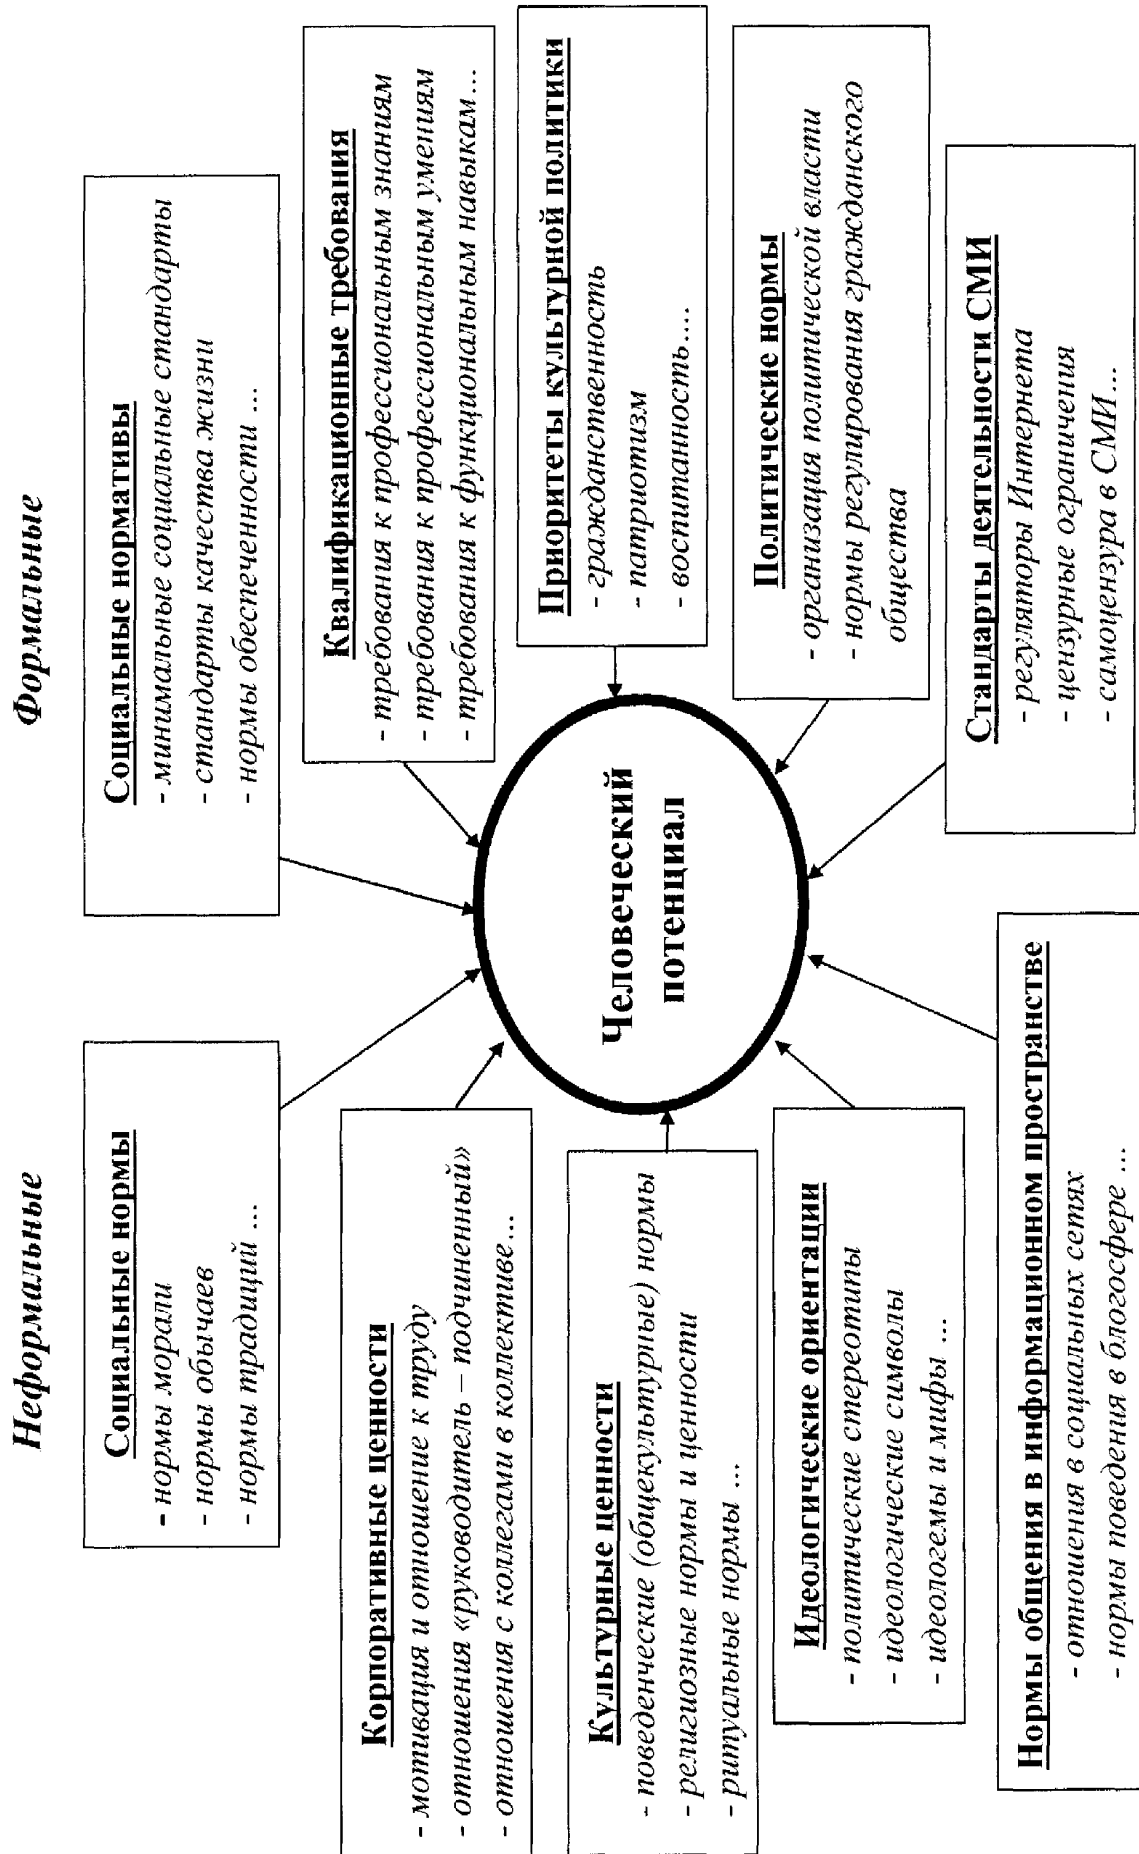 Неформальные
Формальные
Социальные нормы
- нормы морали
- нормы обычаев
- нормы традиций ...
Социальные нормативы
- минимальные социальные стандарты
- стандарты качества жизни
- нормы обеспеченности ...
Корпоративные ценности
- мотивация и отношение к труду
- отношения «руководитель – подчиненный»
- отношения с коллегами в коллективе...
Квалификационные требования
- требования к профессиональным знаниям
- требования к профессиональным умениям
- требования к функциональным навыкам...
Культурные ценности
- поведенческие (общекультурные) нормы
- религиозные нормы и ценности
- ритуальные нормы ...
Человеческий
потенциал
Приоритеты культурной политики
- гражданственность
- патриотизм
- воспитанность....
Идеологические ориентации
- политические стереотипы
- идеологические символы
- идеологемы и мифы ...
Политические нормы
- организация политической власти
- нормы регулирования гражданского
общества
Нормы общения в информационном пространстве
- отношения в социальных сетях
- нормы поведения в блогосфере ...
Стандарты деятельности СМИ
- регуляторы Интернета
- цензурные ограничения
- самоцензура в СМИ...